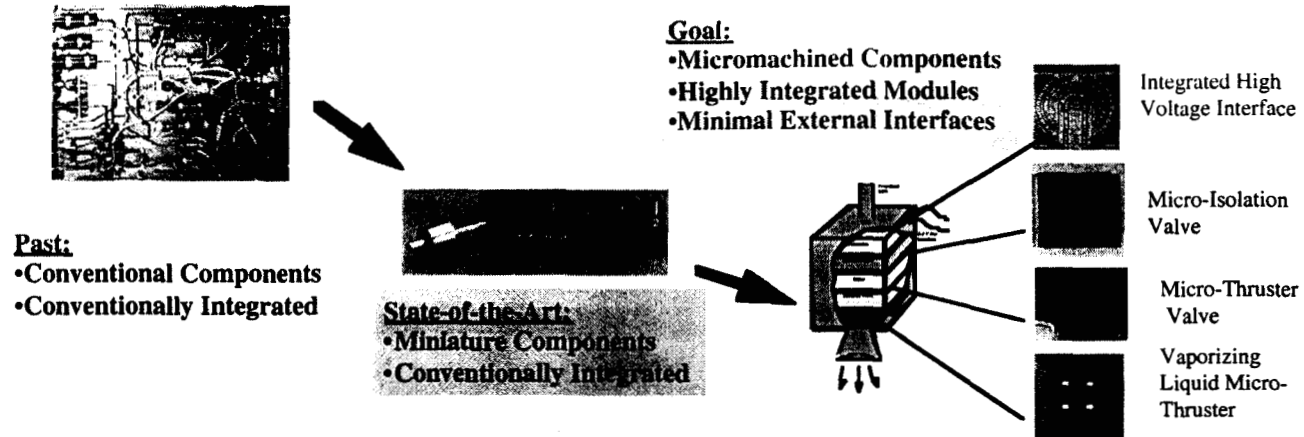 Past:
•Conventional Components
•Conventionally Integrated
State-of-the-Art:
•Miniature Components
•Conventionally Integrated
Goal:
•Micromachined Components
•Highly Integrated Modules
•Minimal External Interfaces
Integrated High
Voltage Interface
Micro-Isolation
Valve
Micro-Thruster
Valve
Vaporizing
Liquid Micro-
Thruster